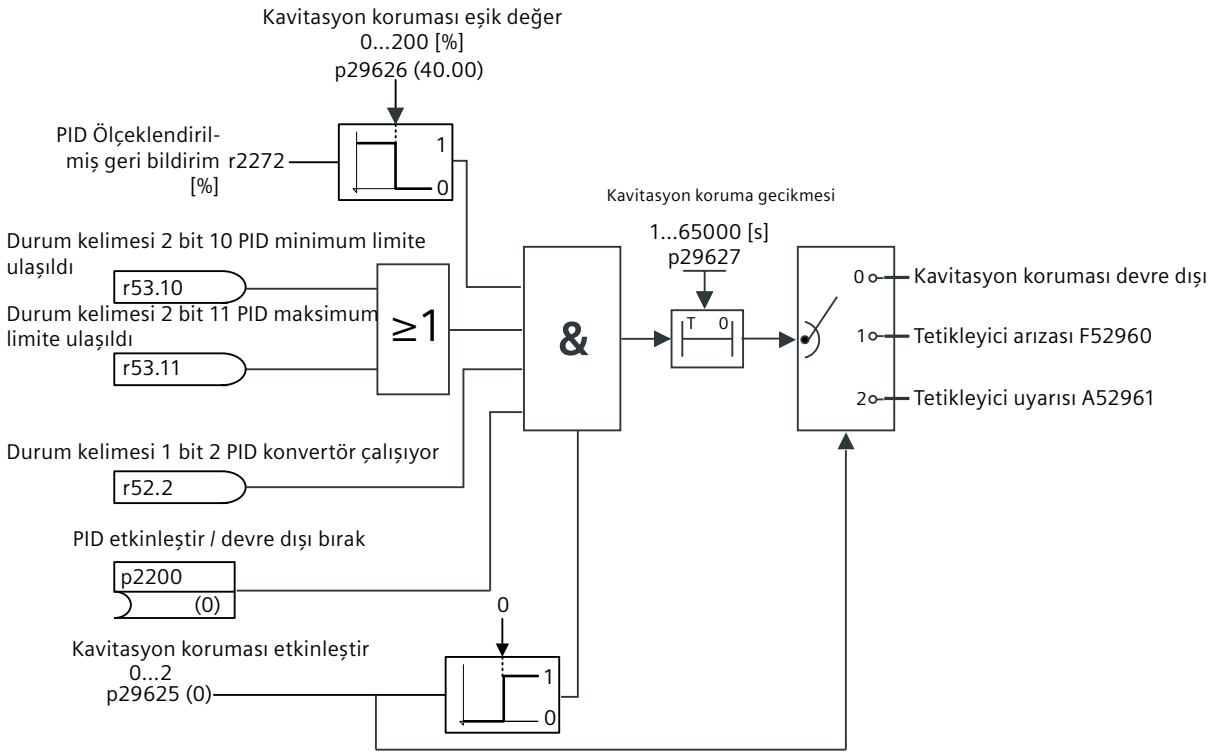 Kavitasyon koruması eşik değer
0...200 [%]
p29626 (40.00)
PID Ölçeklendiril-
miş geri bildirim r2272
[%]
1
0
Kavitasyon koruma gecikmesi
1...65000 [s]
p29627
Durum kelimesi 2 bit 10 PID minimum limite
ulaşıldı
r53.10
Durum kelimesi 2 bit 11 PID maksimum
limite ulaşıldı
r53.11
≥1
&
T 0
0 Kavitasyon koruması devre dışı
1 Tetikleyici arızası F52960
2 Tetikleyici uyarısı A52961
Durum kelimesi 1 bit 2 PID konvertör çalışıyor
r52.2
PID etkinleştir / devre dışı bırak
p2200
(0)
0
Kavitasyon koruması etkinleştir
0...2
p29625 (0)
1
0